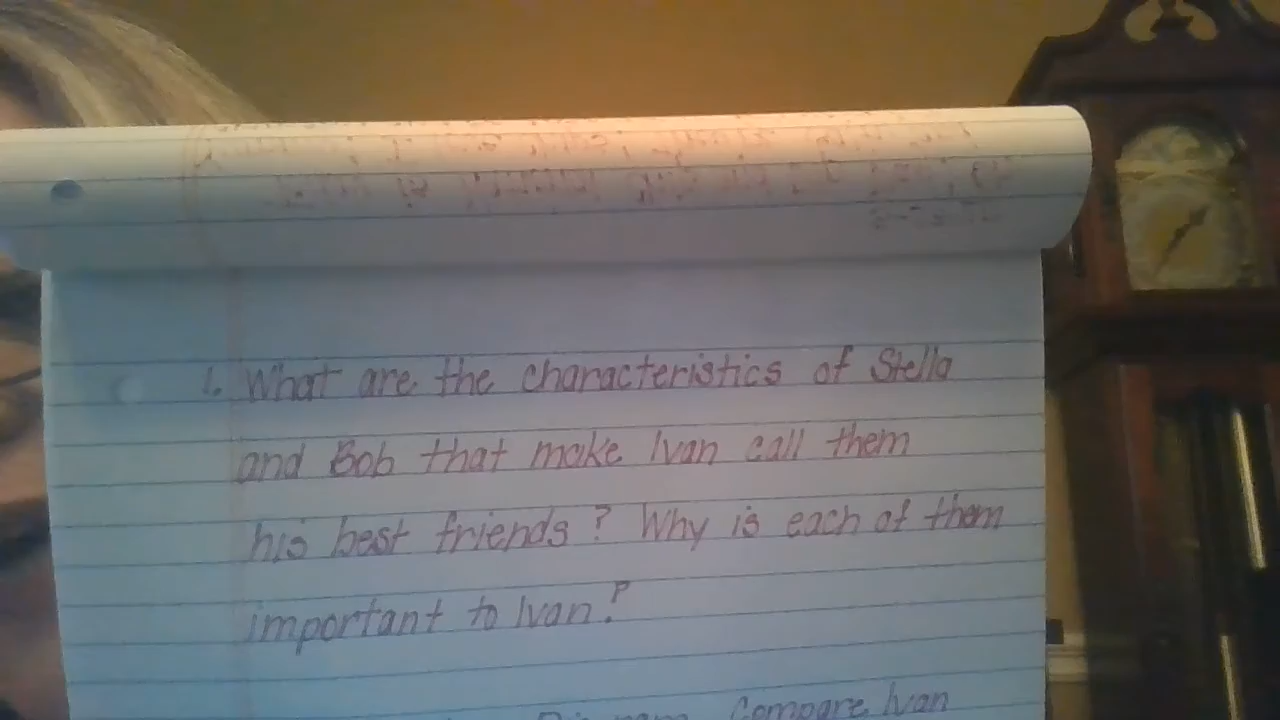 1. What are the characteristics of Stella
and Bob that make Ivan call them
his best friends? Why is each of them
important to Ivan?
Compare Ivan